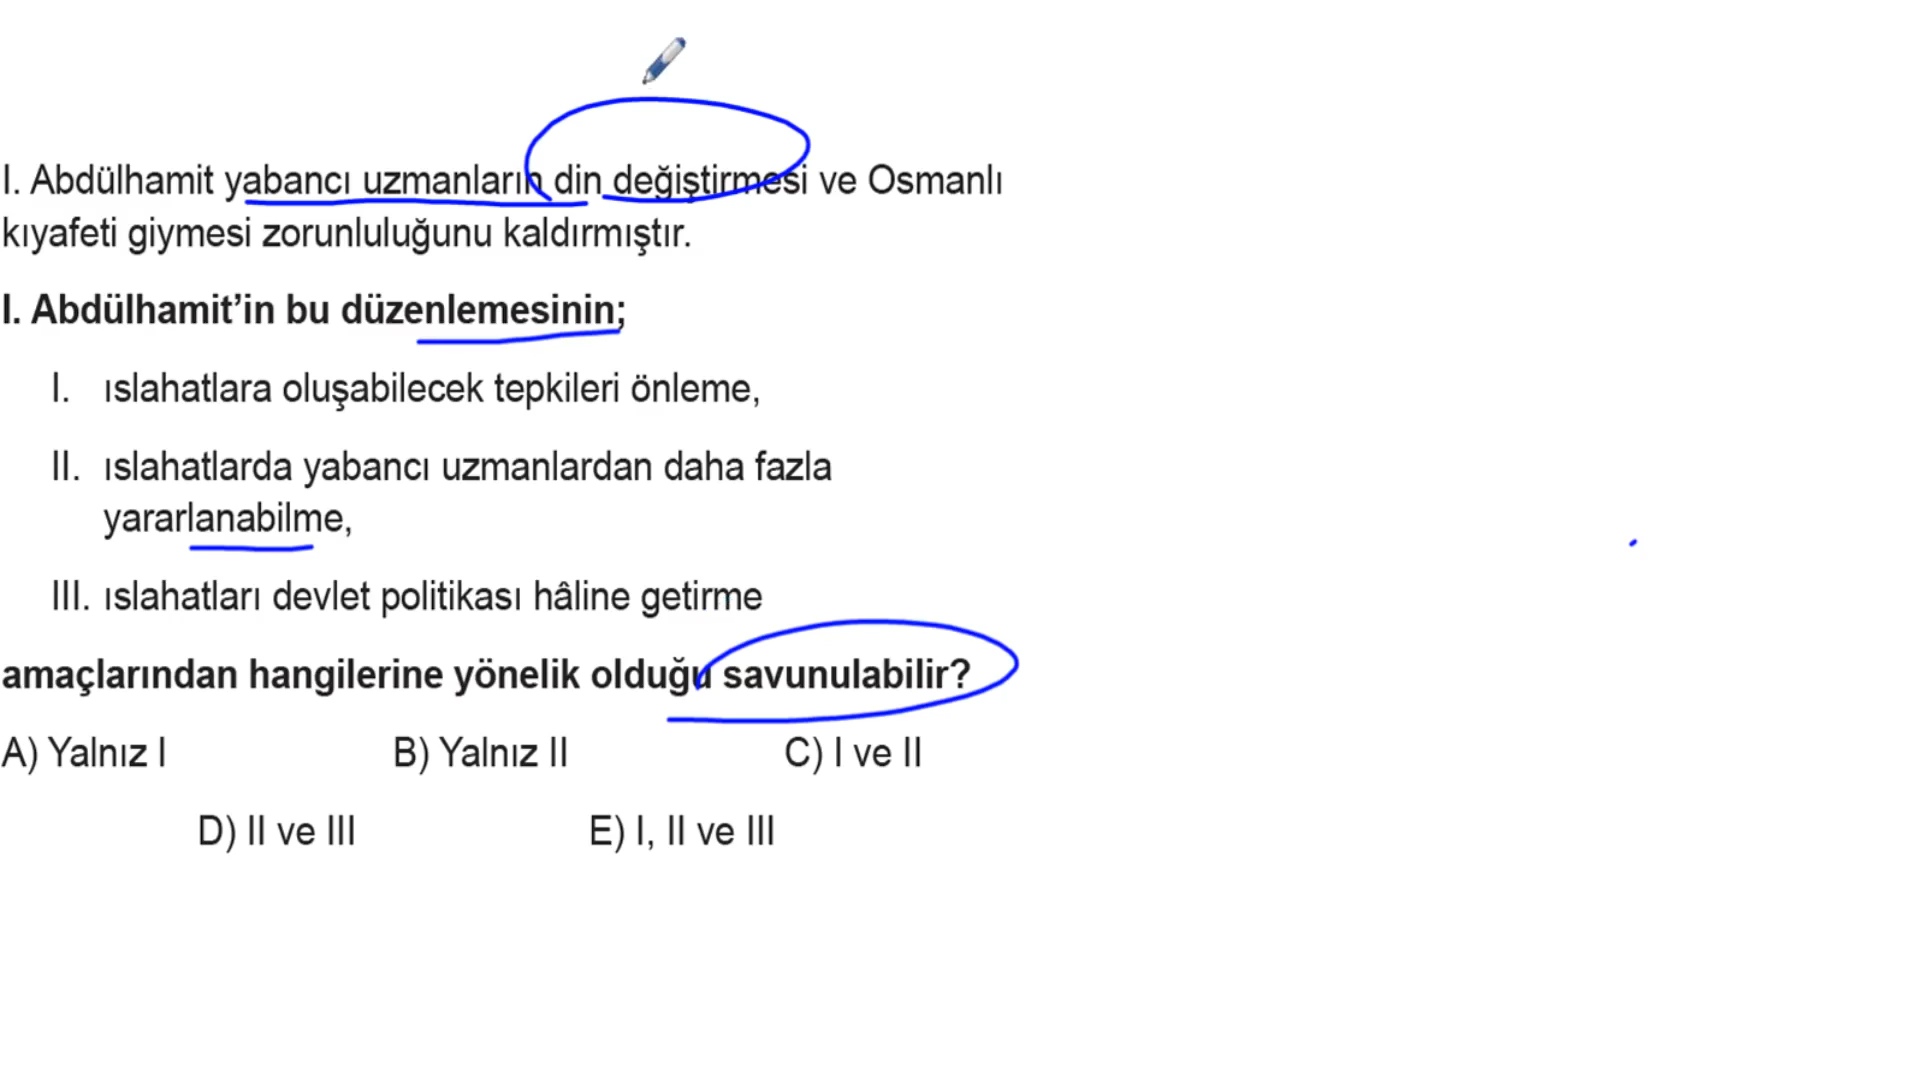 I. Abdülhamit yabancı uzmanların din değiştirmesi ve Osmanlı
kıyafeti giymesi zorunluluğunu kaldırmıştır.
I. Abdülhamit’in bu düzenlemesinin;
I. ıslahatlara oluşabilecek tepkileri önleme,
II. ıslahatlarda yabancı uzmanlardan daha fazla
yararlanabilme,
III. ıslahatları devlet politikası hâline getirme
amaçlarından hangilerine yönelik olduğu savunulabilir?
A) Yalnız I B) Yalnız II C) I ve II
D) II ve III E) I, II ve III